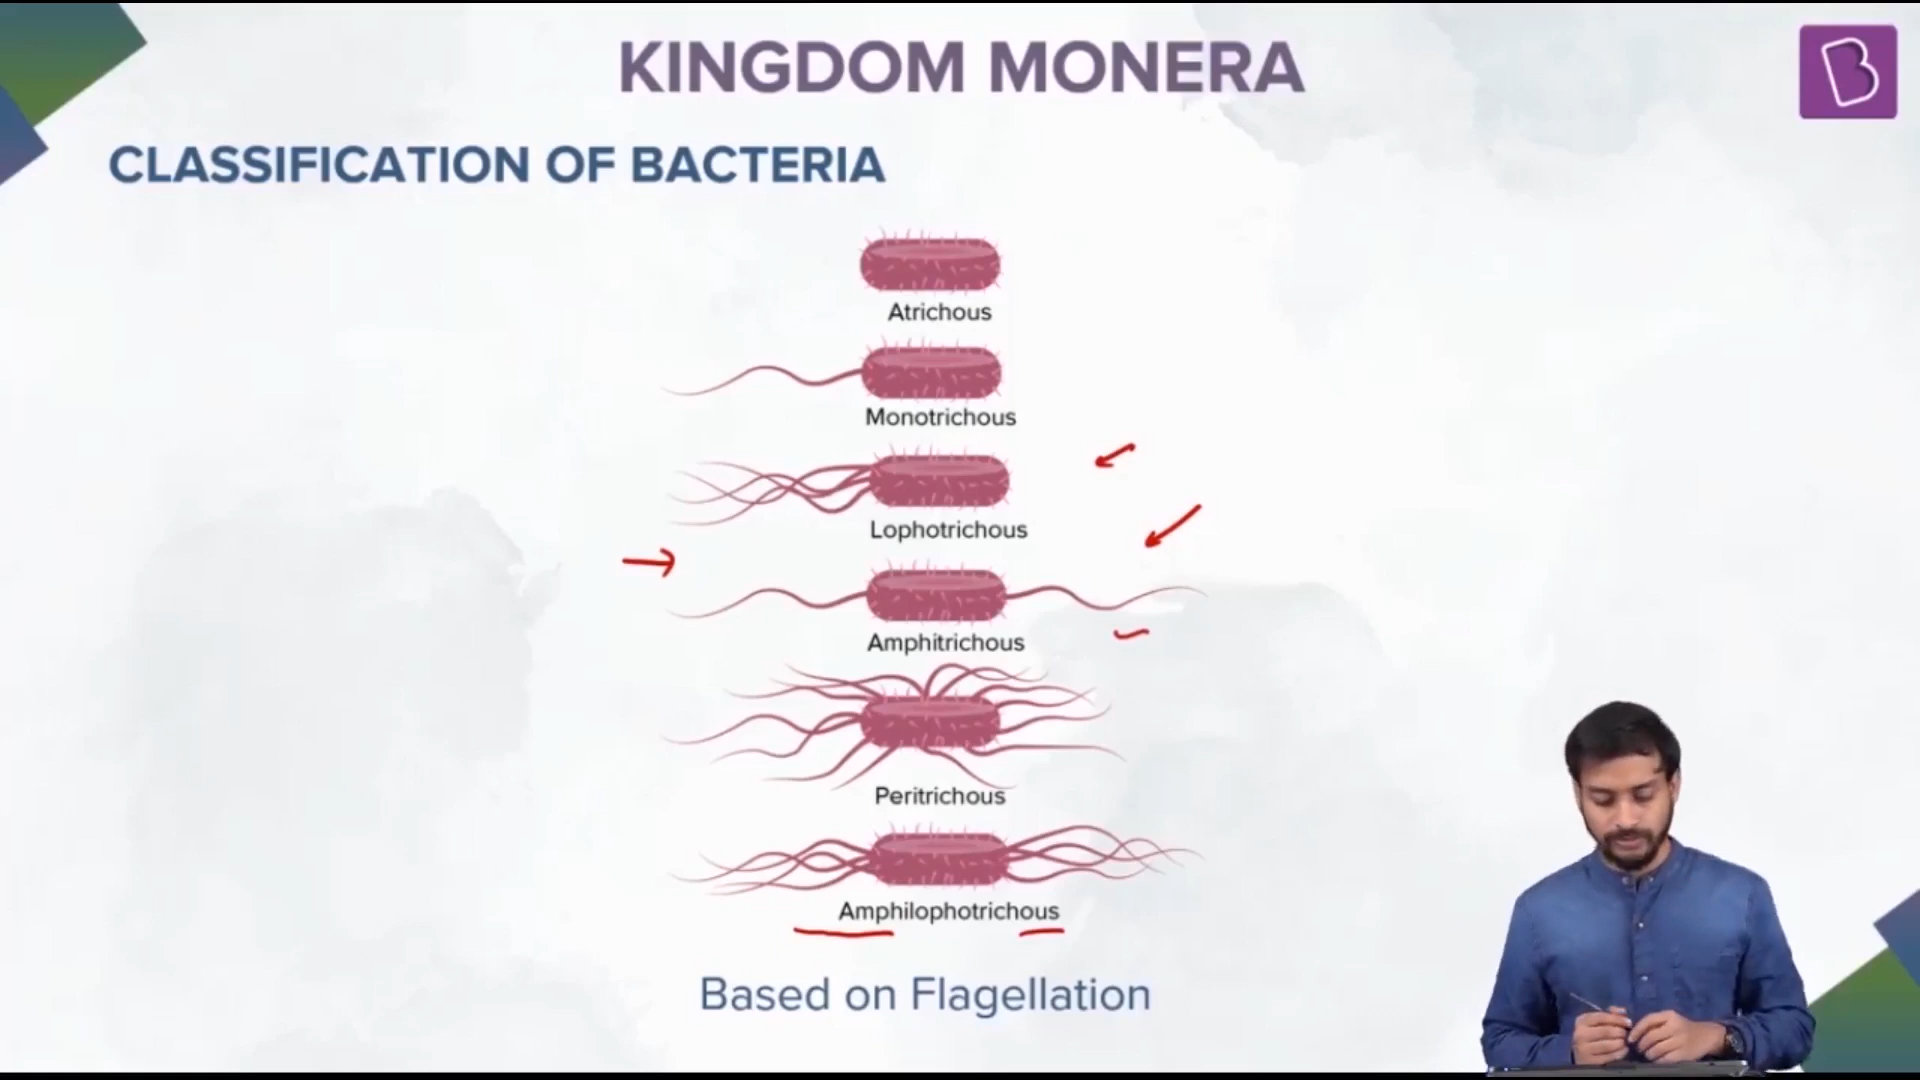 KINGDOM MONERA
B
CLASSIFICATION OF BACTERIA
Atrichous
Monotrichous
Lophotrichous
Amphitrichous
Peritrichous
Amphilophotrichous
Based on Flagellation